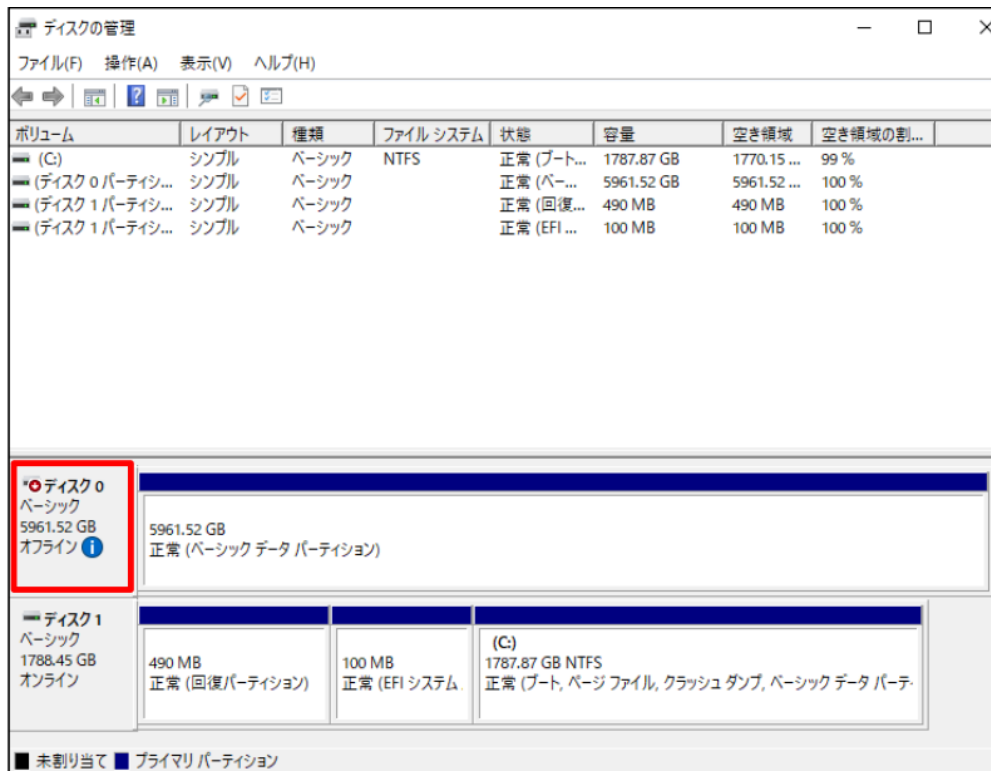 ディスクの管理
ファイル(F) 操作(A) 表示(V) ヘルプ(H)
ボリューム レイアウト 種類 ファイル システム 状態 容量 空き領域 空き領域の割...
(C:) シンプル ベーシック NTFS 正常 (ブート... 1787.87 GB 1770.15 ... 99 %
(ディスク 0 パーティシ... シンプル ベーシック 正常 (ベー... 5961.52 GB 5961.52 ... 100 %
(ディスク 1 パーティシ... シンプル ベーシック 正常 (回復... 490 MB 490 MB 100 %
(ディスク 1 パーティシ... シンプル ベーシック 正常 (EFI ... 100 MB 100 MB 100 %
ディスク 0
ベーシック
5961.52 GB
オフライン
5961.52 GB
正常 (ベーシック データ パーティション)
ディスク 1
ベーシック
1788.45 GB
オンライン
490 MB
正常 (回復パーティション)
100 MB
正常 (EFI システム
(C:)
1787.87 GB NTFS
正常 (ブート, ページ ファイル, クラッシュ ダンプ, ベーシック データ パーテ
未割り当て プライマリ パーティション